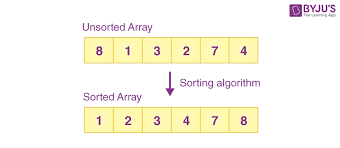 BYJU'S
The Learning App
Unsorted Array
8 1 3 2 7 4
Sorting algorithm
Sorted Array
1 2 3 4 7 8